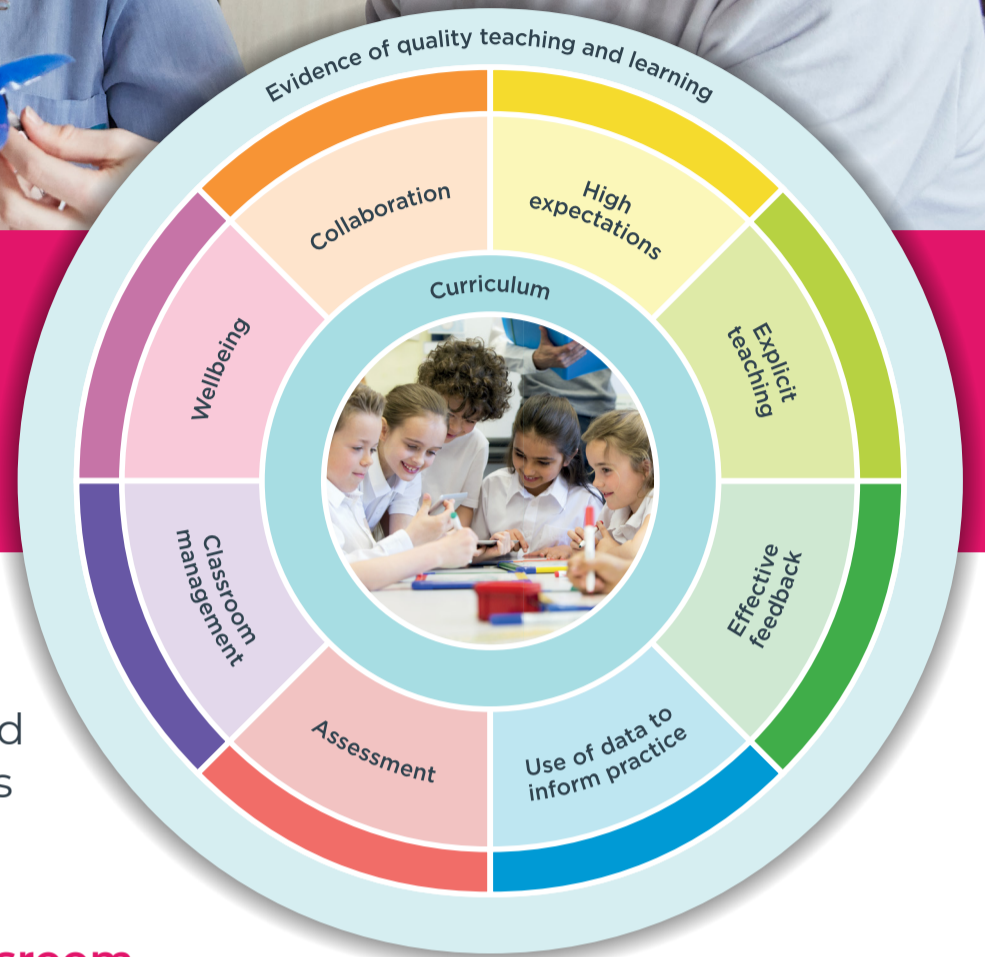 Evidence of quality teaching and learning
Collaboration
High
expectations
Curriculum
Wellbeing
Explicit
teaching
Classroom
management
Effective
feedback
Assessment
Use of data to
inform practice